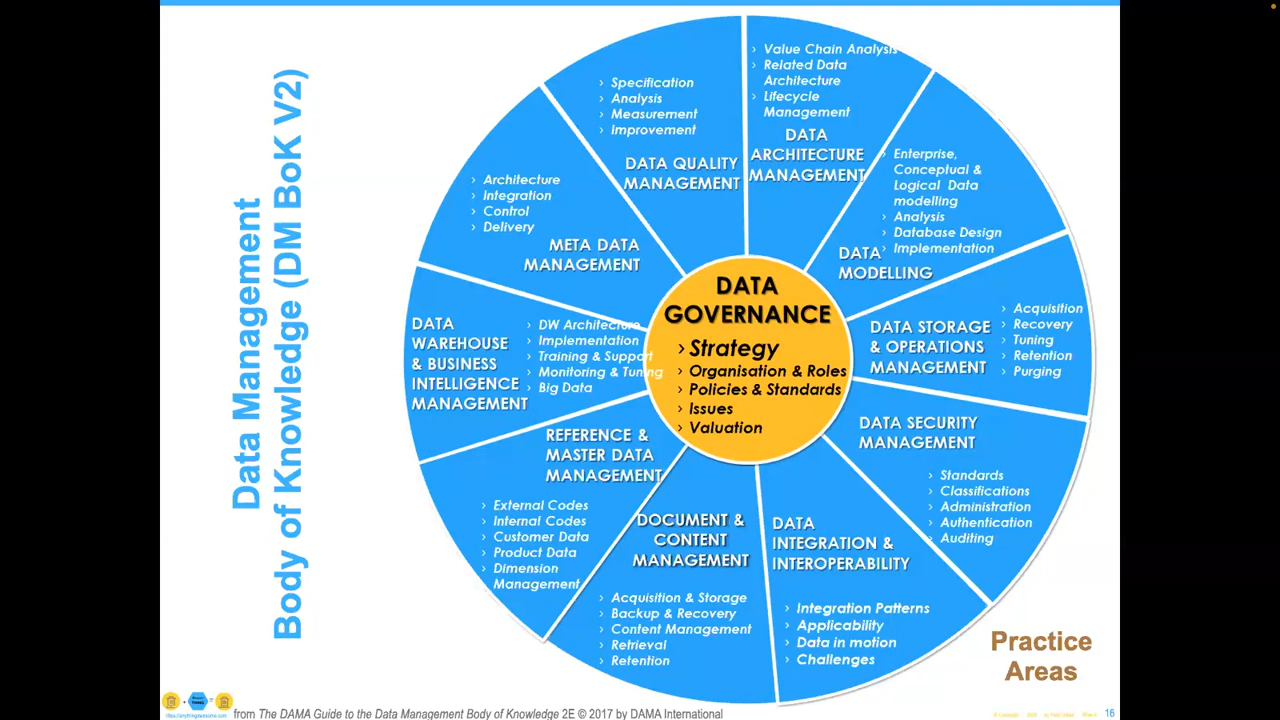 Data Management
Body of Knowledge (DM BoK V2)
› Value Chain Analysis
› Related Data
Architecture
› Lifecycle
Management
DATA
ARCHITECTURE
MANAGEMENT
› Enterprise,
Conceptual &
Logical Data
modelling
› Analysis
› Database Design
› Implementation
DATA
MODELLING
DATA STORAGE
& OPERATIONS
MANAGEMENT
› Acquisition
› Recovery
› Tuning
› Retention
› Purging
DATA SECURITY
MANAGEMENT
› Standards
› Classifications
› Administration
› Authentication
› Auditing
DATA
INTEGRATION &
INTEROPERABILITY
› Integration Patterns
› Applicability
› Data in motion
› Challenges
DOCUMENT &
CONTENT
MANAGEMENT
› Acquisition & Storage
› Backup & Recovery
› Content Management
› Retrieval
› Retention
REFERENCE &
MASTER DATA
MANAGEMENT
› External Codes
› Internal Codes
› Customer Data
› Product Data
› Dimension
Management
DATA
WAREHOUSE
& BUSINESS
INTELLIGENCE
MANAGEMENT
› DW Architecture
› Implementation
› Training & Support
› Monitoring & Tuning
› Big Data
› Architecture
› Integration
› Control
› Delivery
META DATA
MANAGEMENT
› Specification
› Analysis
› Measurement
› Improvement
DATA QUALITY
MANAGEMENT
DATA
GOVERNANCE
› Strategy
› Organisation & Roles
› Policies & Standards
› Issues
› Valuation
Practice
Areas
from The DAMA Guide to the Data Management Body of Knowledge 2E © 2017 by DAMA International
16